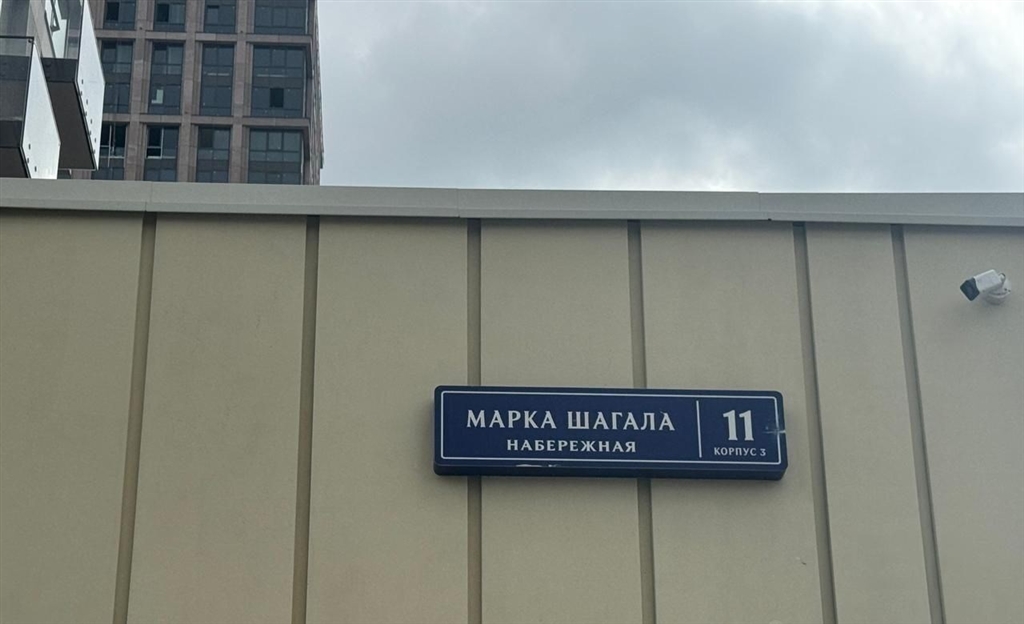 МАРКА ШАГАЛА
НАБЕРЕЖНАЯ
11
КОРПУС 3